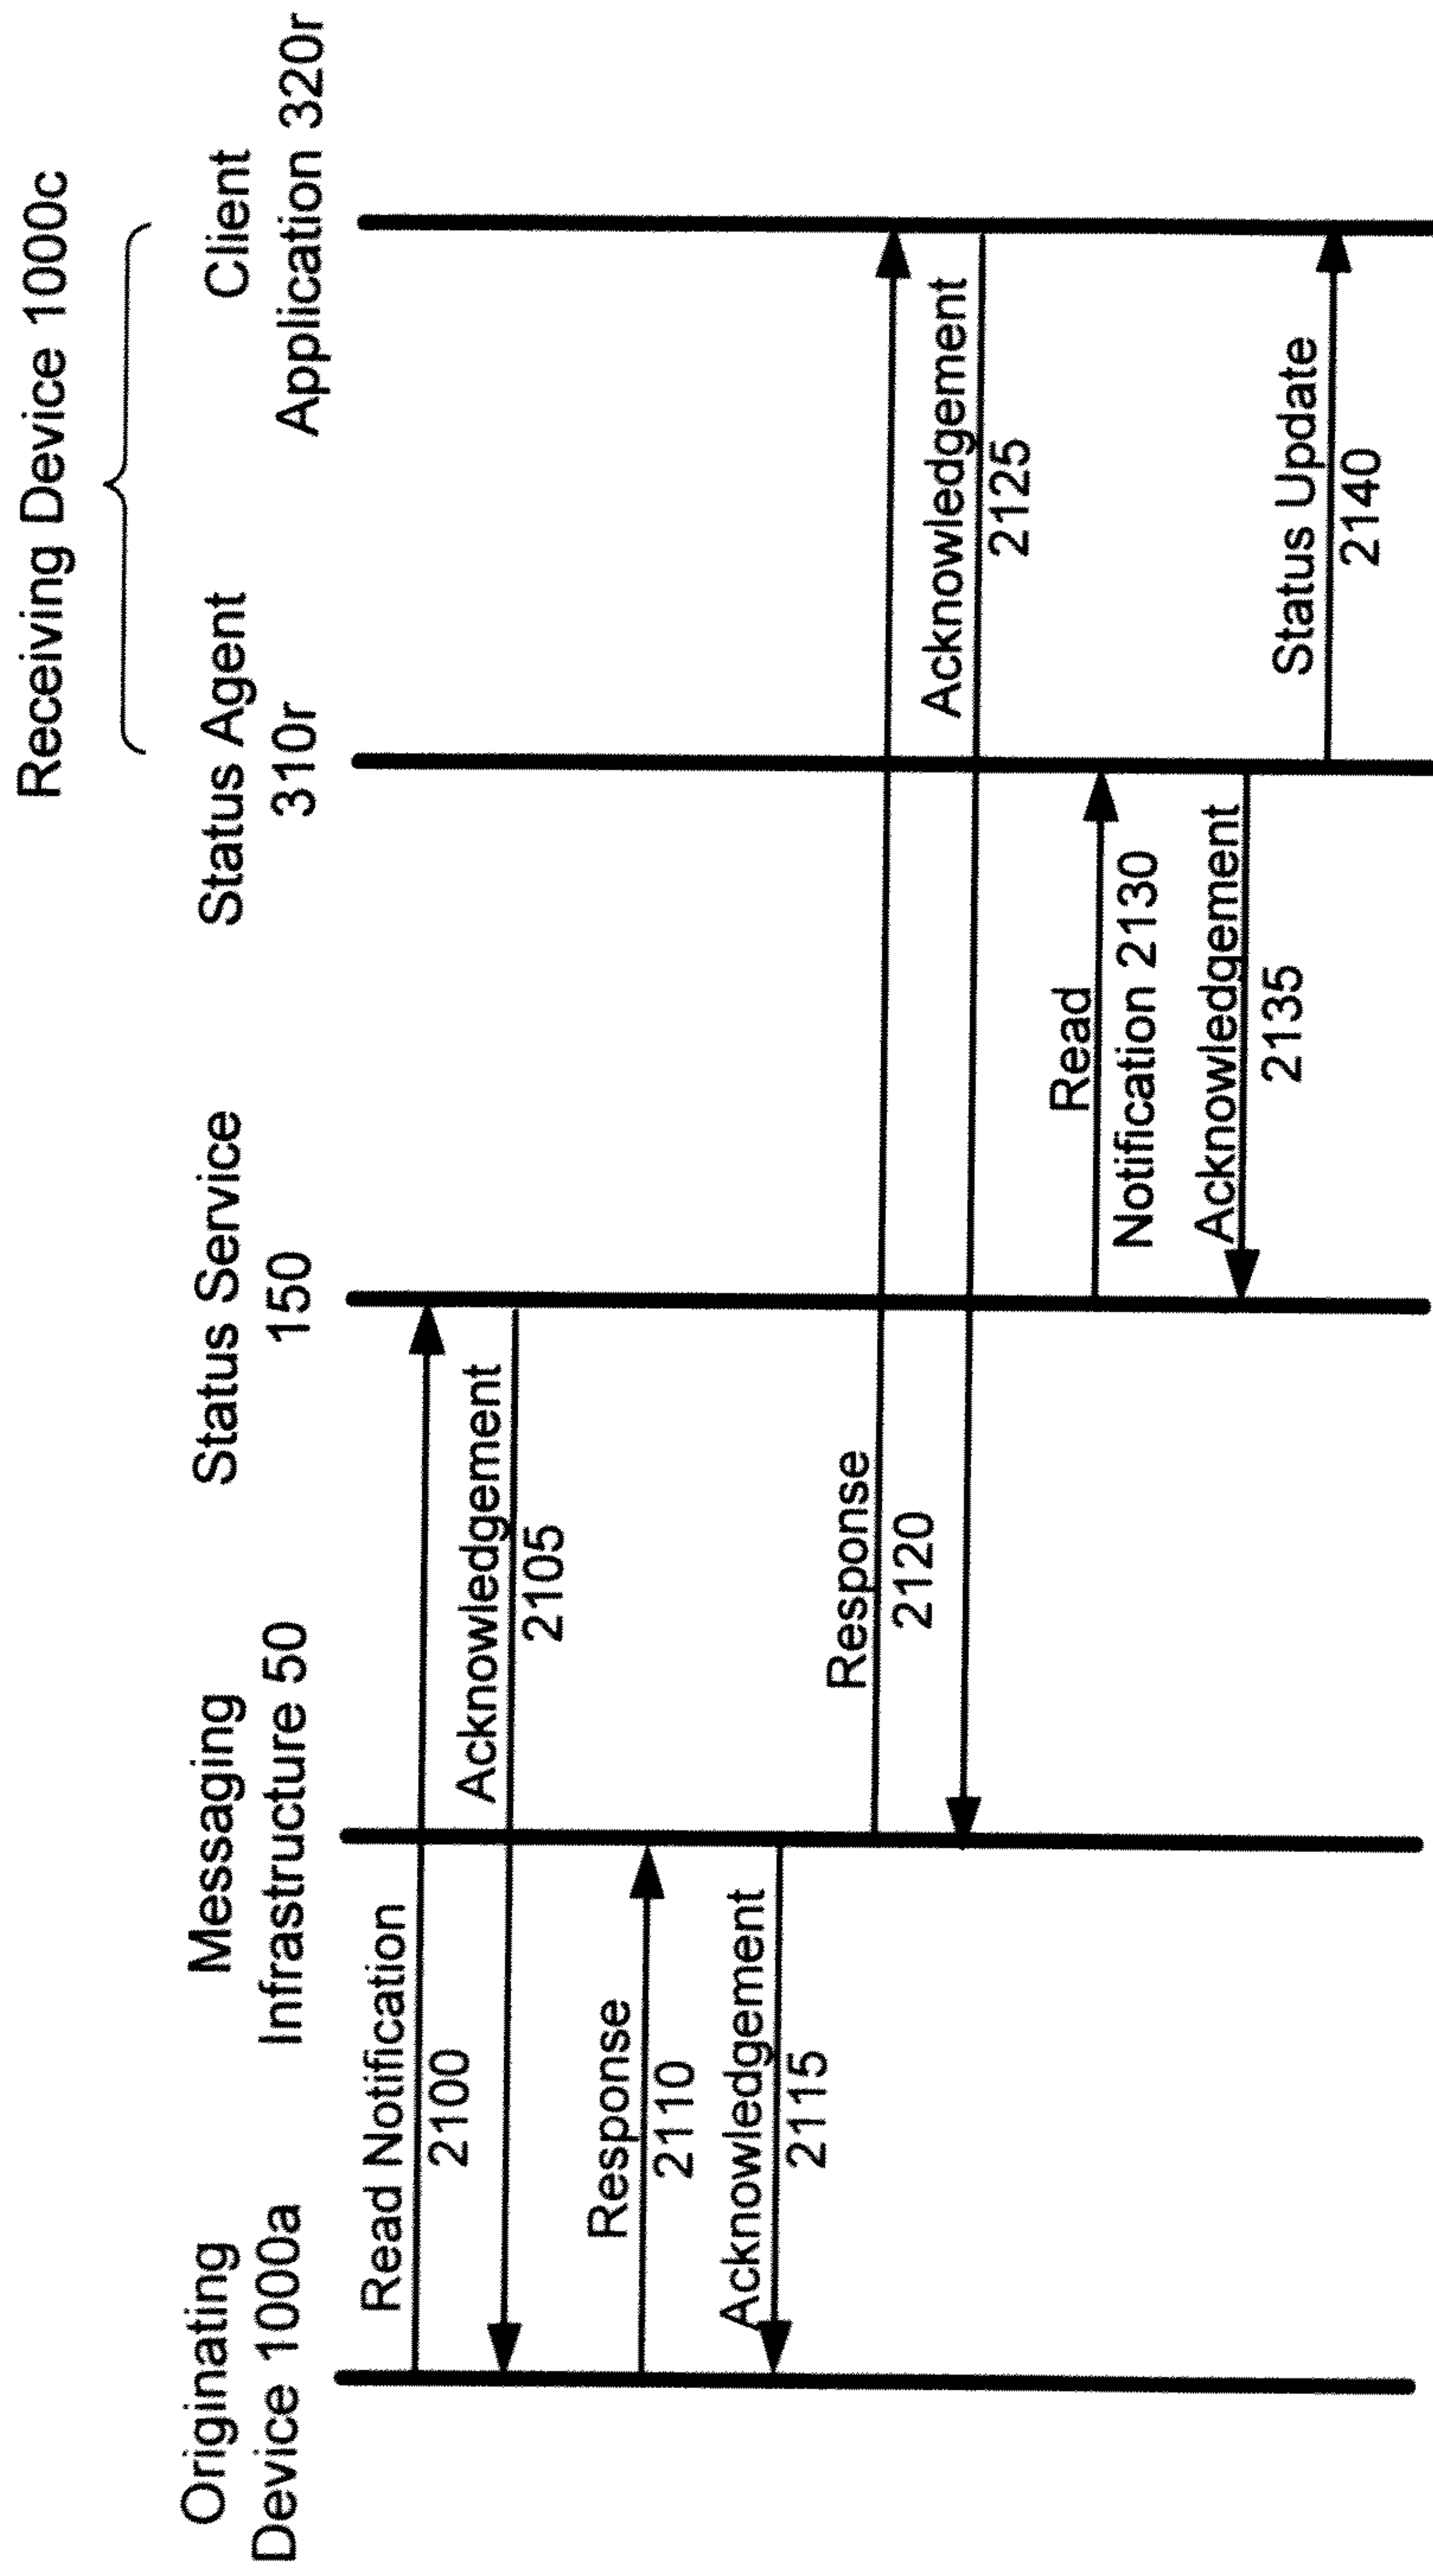 Receiving Device 1000c
Originating
Device 1000a
Messaging
Infrastructure 50
Status Service
150
Status Agent
310r
Client
Application 320r
Read Notification
2100
Acknowledgement
2105
Response
2110
Acknowledgement
2115
Response
2120
Acknowledgement
2125
Read
Notification 2130
Acknowledgement
2135
Status Update
2140